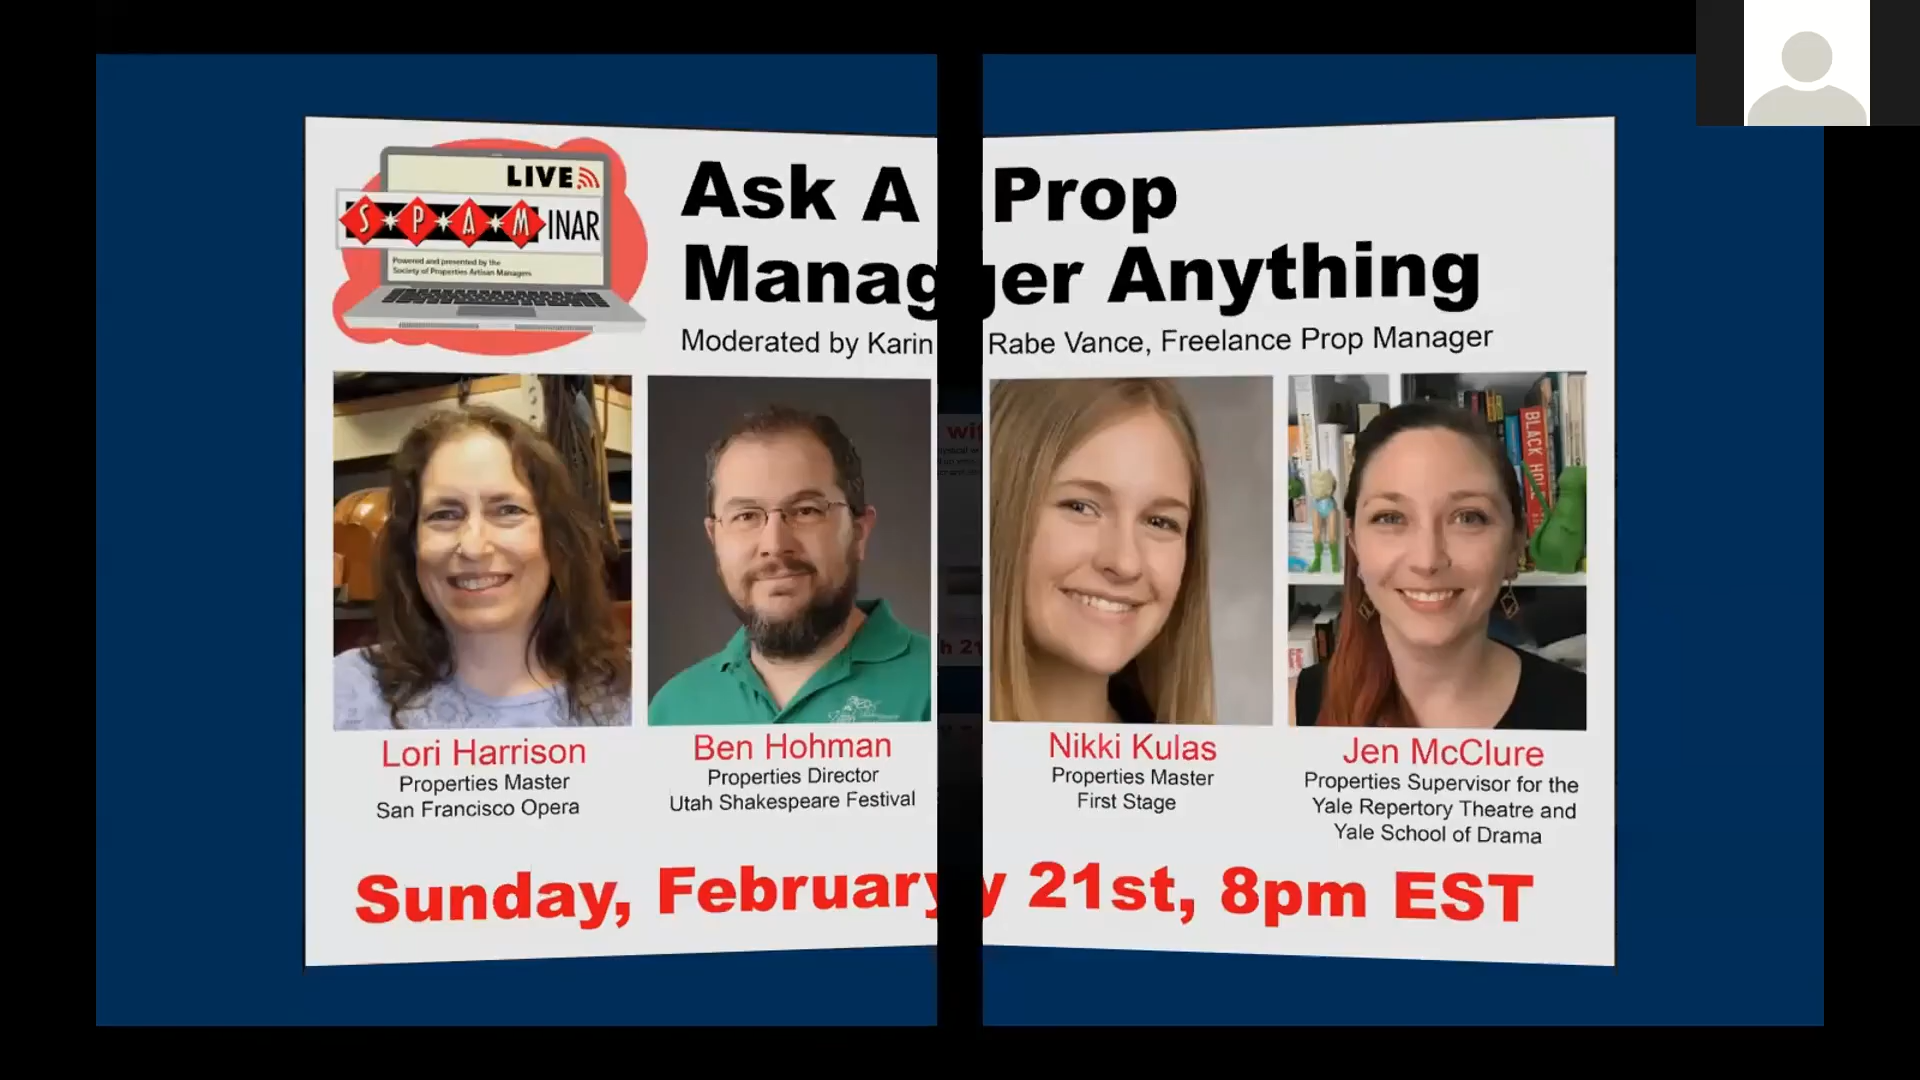 LIVE
S P A M INAR
Powered and presented by the
Society of Properties Artisan Managers
Ask A Prop
Manager Anything
Moderated by Karin Rabe Vance, Freelance Prop Manager
BLACK HOLE
Lori Harrison
Properties Master
San Francisco Opera
Ben Hohman
Properties Director
Utah Shakespeare Festival
Nikki Kulas
Properties Master
First Stage
Jen McClure
Properties Supervisor for the
Yale Repertory Theatre and
Yale School of Drama
Sunday, February 21st, 8pm EST